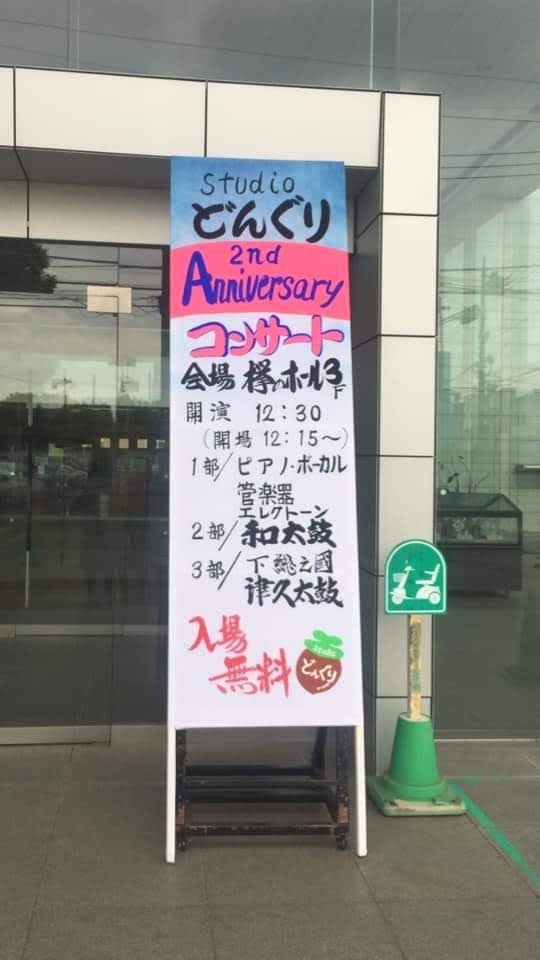 Studio
どんぐり
2nd
Anniversary
コンサート
会場 欅のホール3F
開演 12:30
(開場 12:15〜)
1部/ピアノ・ボーカル
管楽器
エレクトーン
2部/和太鼓
3部/下総之國
津久太鼓
入場
無料
Studio
どんぐり